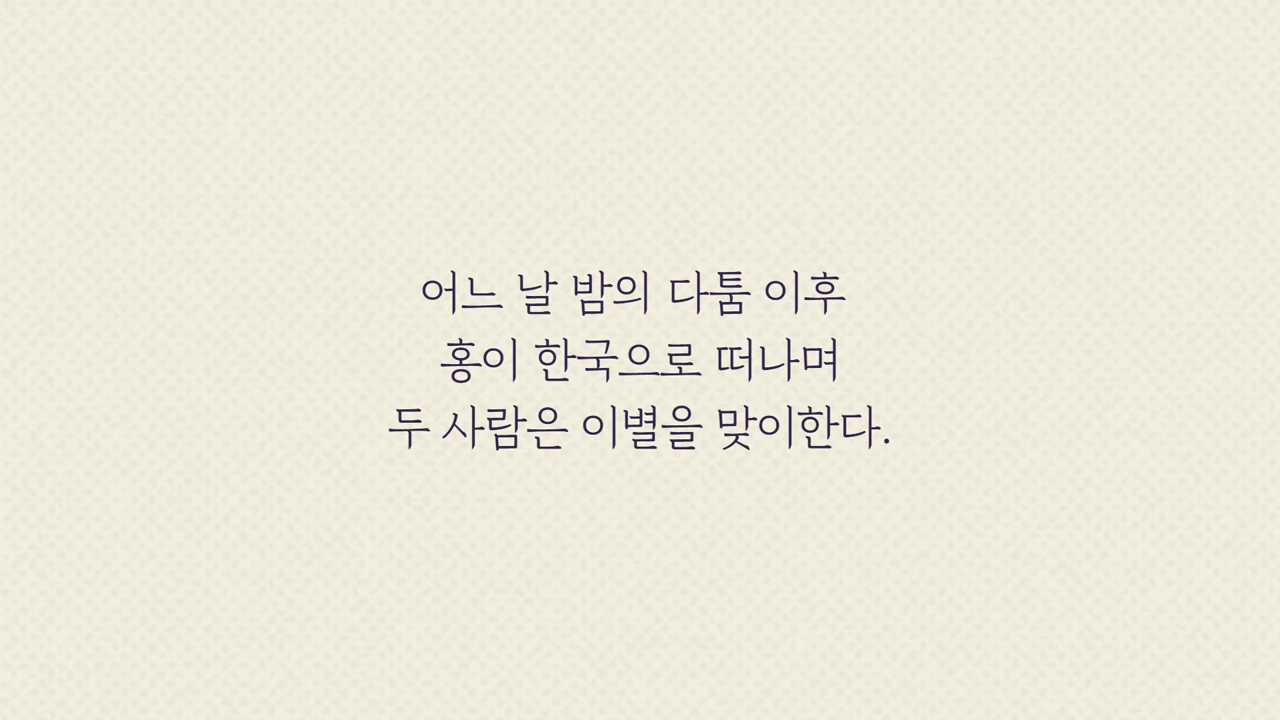 어느 날 밤의 다툼 이후
홍이 한국으로 떠나며
두 사람은 이별을 맞이한다.